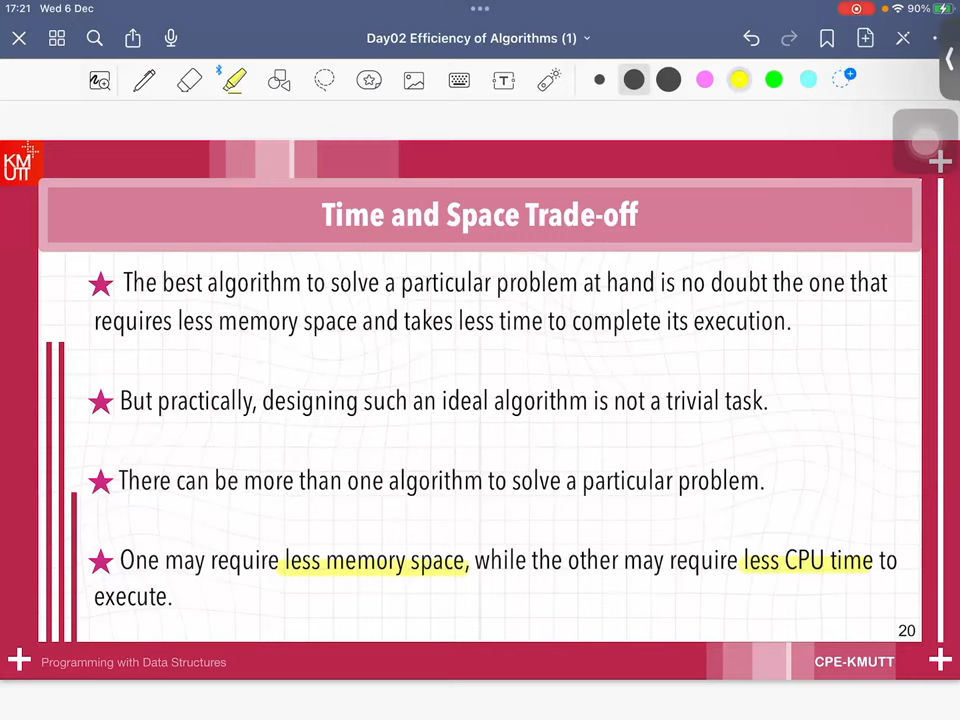 17:21 Wed 6 Dec
90%
Day02 Efficiency of Algorithms (1)
T
KM
UTT
Time and Space Trade-off
The best algorithm to solve a particular problem at hand is no doubt the one that
requires less memory space and takes less time to complete its execution.
But practically, designing such an ideal algorithm is not a trivial task.
There can be more than one algorithm to solve a particular problem.
One may require less memory space, while the other may require less CPU time to
execute.
20
Programming with Data Structures
CPE-KMUTT